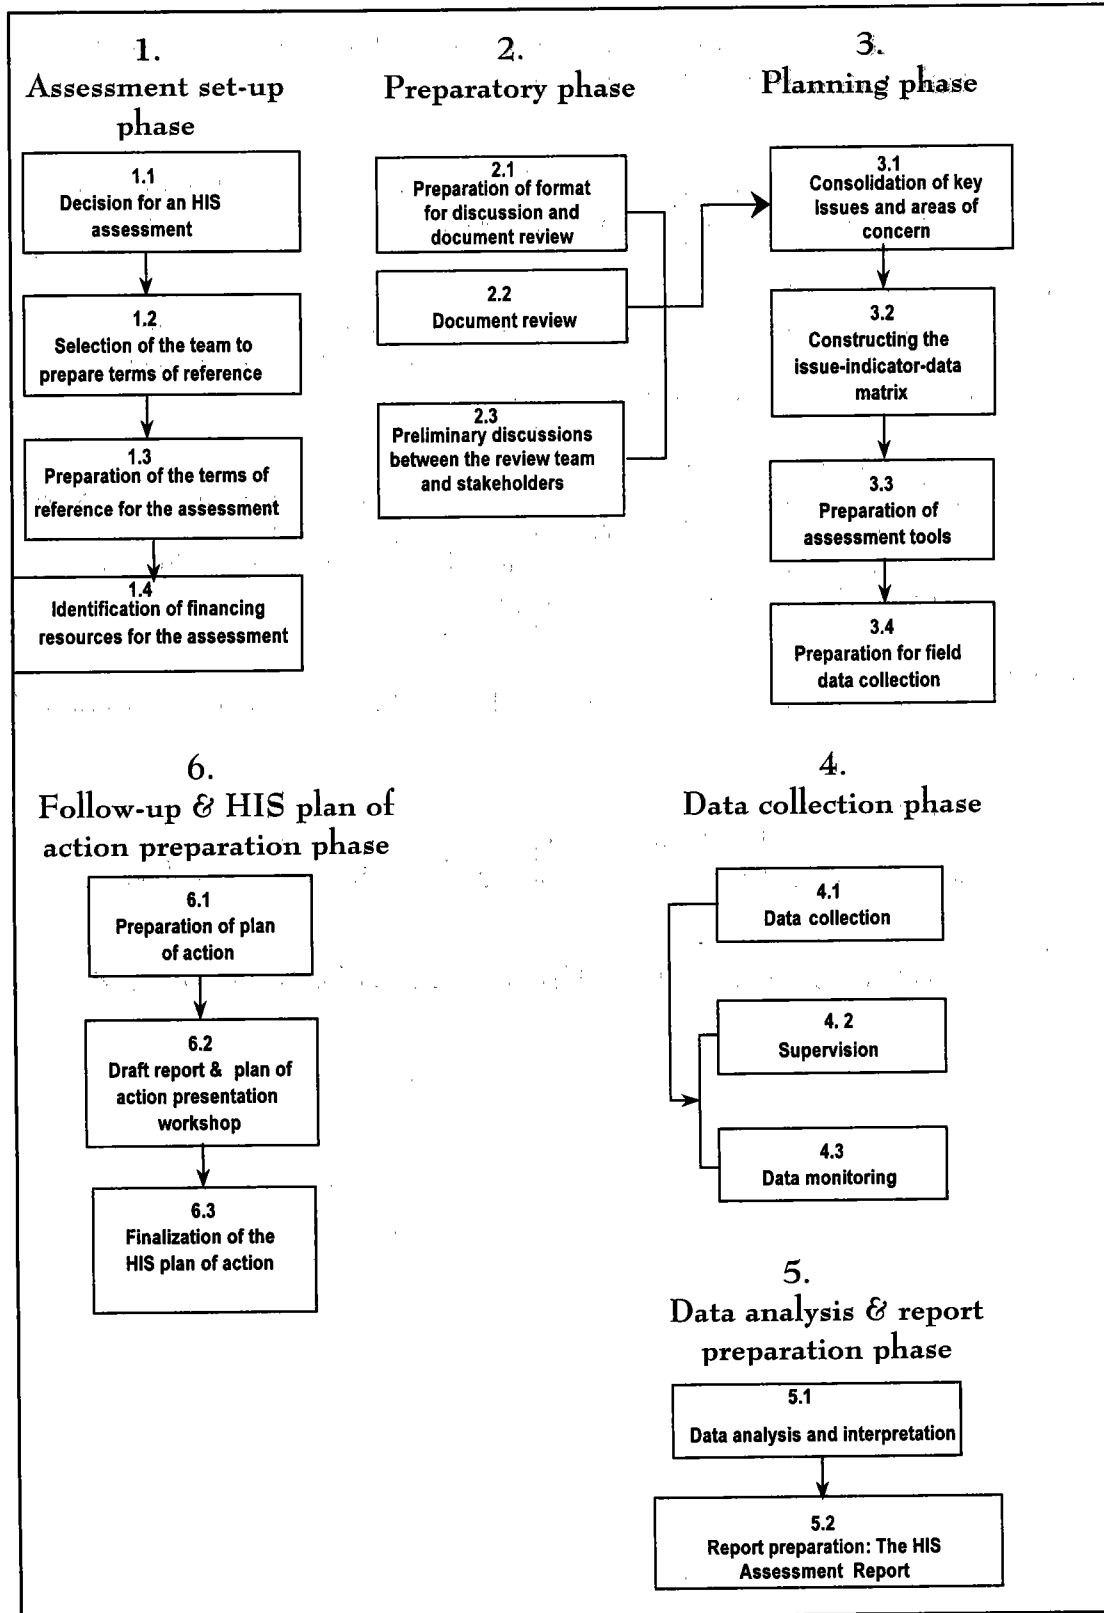 1.
Assessment set-up
phase
1.1
Decision for an HIS
assessment
1.2
Selection of the team to
prepare terms of reference
1.3
Preparation of the terms of
reference for the assessment
1.4
Identification of financing
resources for the assessment
2.
Preparatory phase
2.1
Preparation of format
for discussion and
document review
2.2
Document review
2.3
Preliminary discussions
between the review team
and stakeholders
3.
Planning phase
3.1
Consolidation of key
Issues and areas of
concern
3.2
Constructing the
issue-indicator-data
matrix
3.3
Preparation of
assessment tools
3.4
Preparation for field
data collection
4.
Data collection phase
4.1
Data collection
4. 2
Supervision
4.3
Data monitoring
5.
Data analysis & report
preparation phase
5.1
Data analysis and interpretation
5.2
Report preparation: The HIS
Assessment Report
6.
Follow-up & HIS plan of
action preparation phase
6.1
Preparation of plan
of action
6.2
Draft report & plan of
action presentation
workshop
6.3
Finalization of the
HIS plan of action